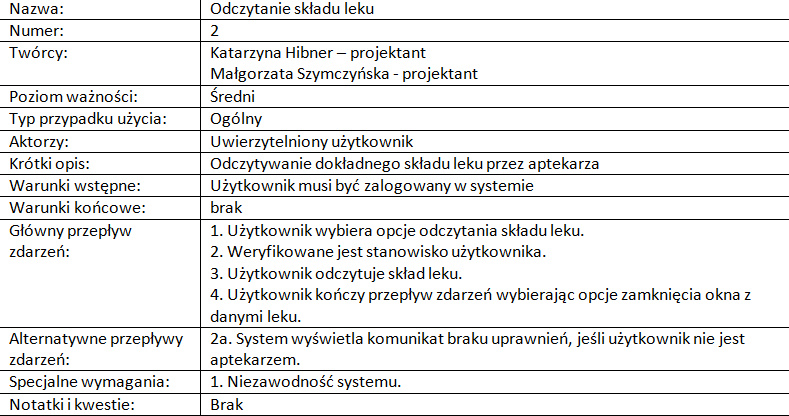 Nazwa: Odczytanie składu leku
Numer: 2
Twórcy: Katarzyna Hibner – projektant
Małgorzata Szymczyńska - projektant
Poziom ważności: Średni
Typ przypadku użycia: Ogólny
Aktorzy: Uwierzytelniony użytkownik
Krótki opis: Odczytywanie dokładnego składu leku przez aptekarza
Warunki wstępne: Użytkownik musi być zalogowany w systemie
Warunki końcowe: brak
Główny przepływ
zdarzeń:
1. Użytkownik wybiera opcje odczytania składu leku.
2. Weryfikowane jest stanowisko użytkownika.
3. Użytkownik odczytuje skład leku.
4. Użytkownik kończy przepływ zdarzeń wybierając opcje zamknięcia okna z
danymi leku.
Alternatywne przepływy
zdarzeń:
2a. System wyświetla komunikat braku uprawnień, jeśli użytkownik nie jest
aptekarzem.
Specjalne wymagania: 1. Niezawodność systemu.
Notatki i kwestie: Brak